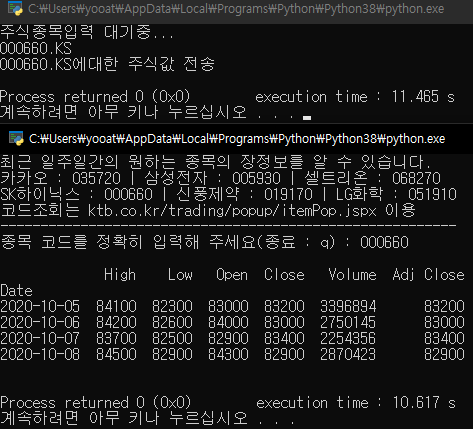 C:₩Users₩yooat₩AppData₩Local₩Programs₩Python₩Python38₩python.exe
주식종목입력 대기중...
000660.KS
000660.KS에대한 주식값 전송
Process returned 0 (0x0) execution time : 11.465 s
계속하려면 아무 키나 누르십시오 . . .
C:₩Users₩yooat₩AppData₩Local₩Programs₩Python₩Python38₩python.exe
최근 일주일간의 원하는 종목의 장정보를 알 수 있습니다.
카카오 : 035720 | 삼성전자 : 005930 | 셀트리온 : 068270
SK하이닉스 : 000660 | 신풍제약 : 019170 | LG화학 : 051910
코드조회는 ktb.co.kr/trading/popup/itemPop.jspx 이용
------------------------------------------------------------
종목 코드를 정확히 입력해 주세요(종료 : q) : 000660
High Low Open Close Volume Adj Close
Date
2020-10-05 84100 82300 83000 83200 3396894 83200
2020-10-06 84200 82600 84000 83000 2750145 83000
2020-10-07 83700 82500 82900 83400 2254356 83400
2020-10-08 84500 82900 84300 82900 2870423 82900
Process returned 0 (0x0) execution time : 10.617 s
계속하려면 아무 키나 누르십시오 . . .